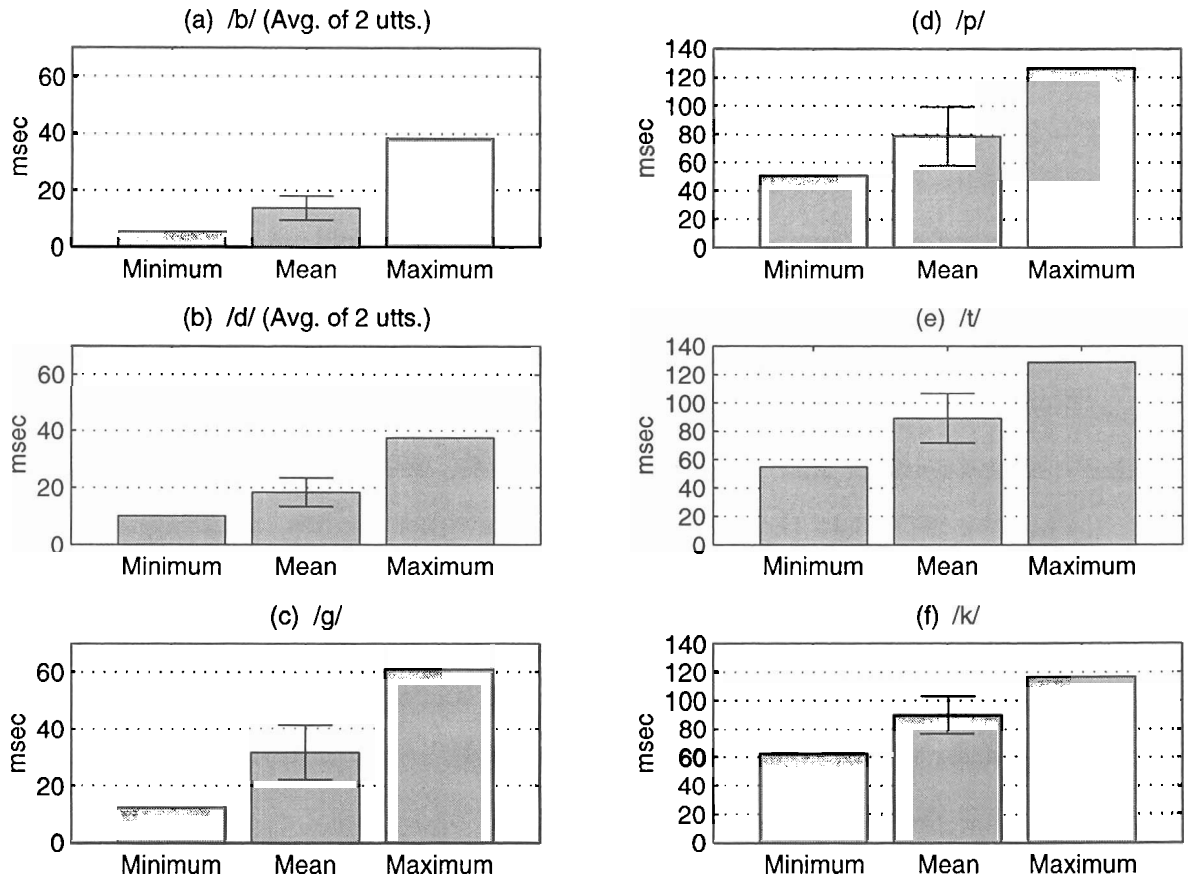 (a) /b/ (Avg. of 2 utts.)
60
40
20
0
msec
Minimum Mean Maximum
(b) /d/ (Avg. of 2 utts.)
60
40
20
0
msec
Minimum Mean Maximum
(c) /g/
60
40
20
0
msec
Minimum Mean Maximum
(d) /p/
140
120
100
80
60
40
20
0
msec
Minimum Mean Maximum
(e) /t/
140
120
100
80
60
40
20
0
msec
Minimum Mean Maximum
(f) /k/
140
120
100
80
60
40
20
0
msec
Minimum Mean Maximum